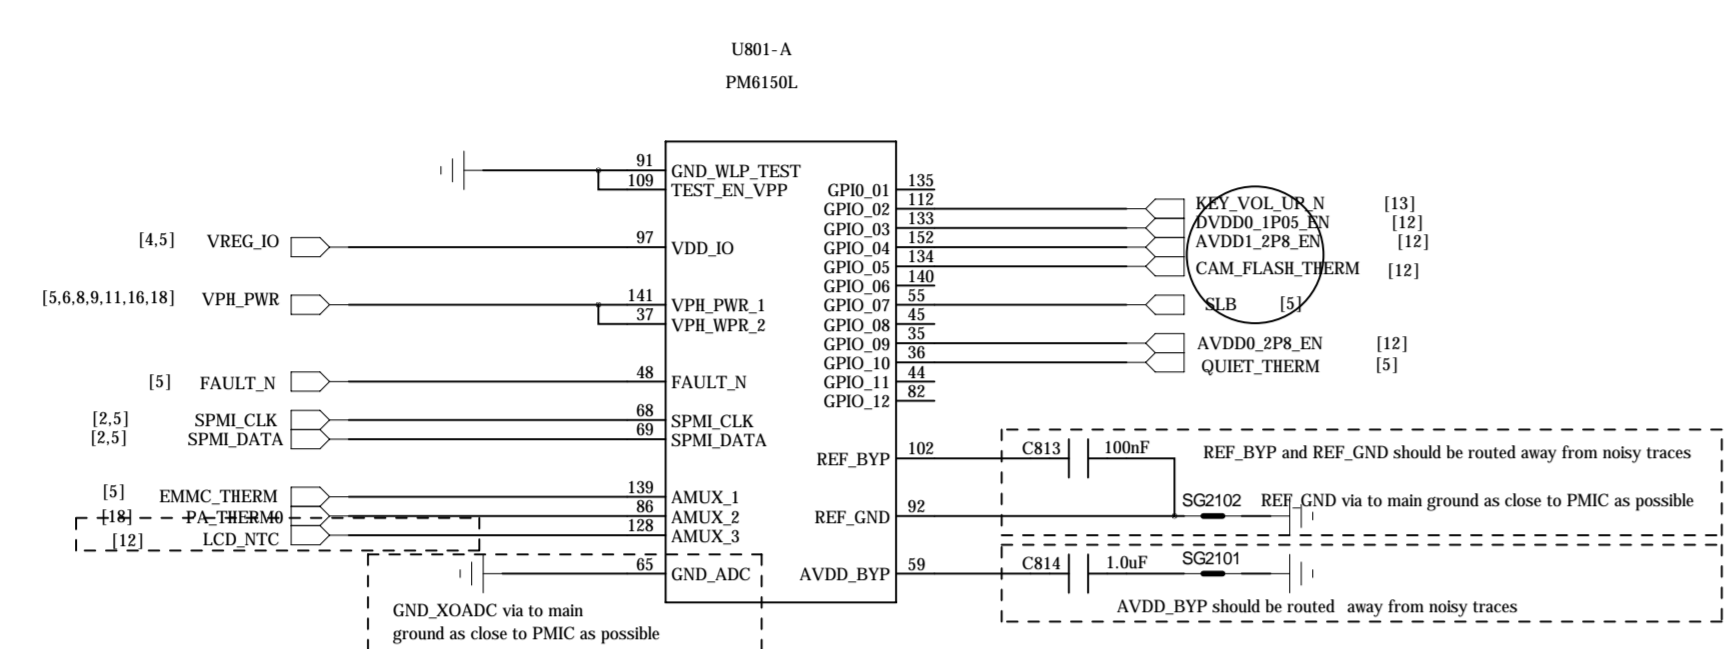 U801-A
PM6150L
91 GND_WLP_TEST
109 TEST_EN_VPP
GPI0_01 135
GPIO_02 112 KEY_VOL_UP_N [13]
GPIO_03 133 DVDD0_1P05_EN [12]
[4,5] VREG_IO 97 VDD_IO
GPIO_04 152 AVDD1_2P8_EN [12]
GPIO_05 134 CAM_FLASH_THERM [12]
GPIO_06 140
[5,6,8,9,11,16,18] VPH_PWR 141 VPH_PWR_1
GPIO_07 55 SLB [5]
37 VPH_WPR_2
GPIO_08 45
GPIO_09 35 AVDD0_2P8_EN [12]
GPIO_10 36 QUIET_THERM [5]
[5] FAULT_N 48 FAULT_N
GPIO_11 44
GPIO_12 82
[2,5] SPMI_CLK 68 SPMI_CLK
[2,5] SPMI_DATA 69 SPMI_DATA
REF_BYP 102 C813 100nF REF_BYP and REF_GND should be routed away from noisy traces
[5] EMMC_THERM 139 AMUX_1
[18] PA_THERM0 86 AMUX_2
REF_GND 92 SG2102 REF_GND via to main ground as close to PMIC as possible
[12] LCD_NTC 128 AMUX_3
65 GND_ADC
AVDD_BYP 59 C814 1.0uF SG2101
AVDD_BYP should be routed away from noisy traces
GND_XOADC via to main
ground as close to PMIC as possible